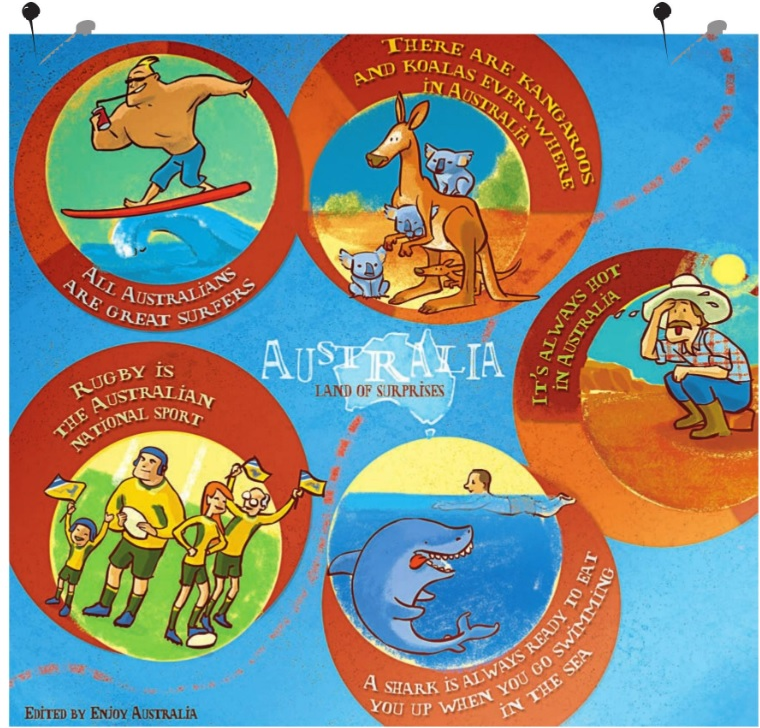 All Australians
are great surfers
There are kangaroos
and koalas everywhere
in Australia
It's always hot
in Australia
Australia
Land of surprises
Rugby is
the Australian
national sport
A shark is always ready to eat
you up when you go swimming
in the sea
Edited by Enjoy Australia